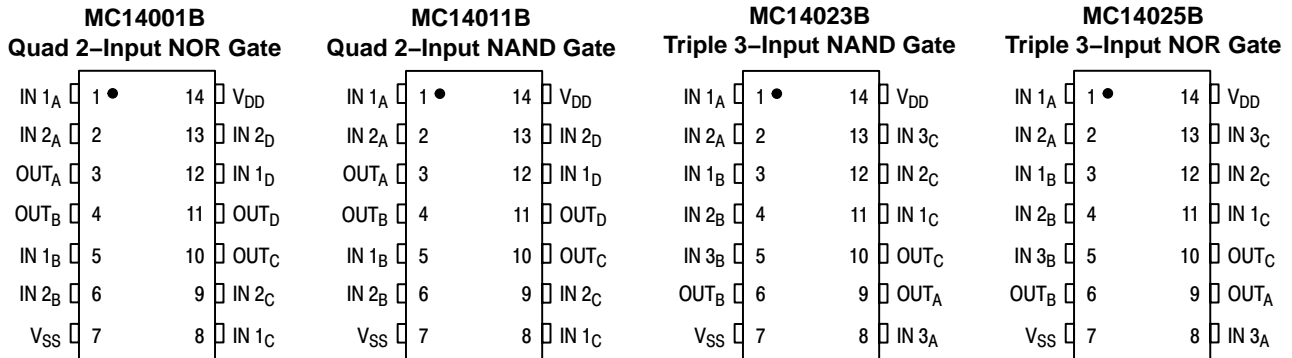 MC14001B
Quad 2–Input NOR Gate
IN 1A 1 14 VDD
IN 2A 2 13 IN 2D
OUTA 3 12 IN 1D
OUTB 4 11 OUTD
IN 1B 5 10 OUTC
IN 2B 6 9 IN 2C
VSS 7 8 IN 1C
MC14011B
Quad 2–Input NAND Gate
IN 1A 1 14 VDD
IN 2A 2 13 IN 2D
OUTA 3 12 IN 1D
OUTB 4 11 OUTD
IN 1B 5 10 OUTC
IN 2B 6 9 IN 2C
VSS 7 8 IN 1C
MC14023B
Triple 3–Input NAND Gate
IN 1A 1 14 VDD
IN 2A 2 13 IN 3C
IN 1B 3 12 IN 2C
IN 2B 4 11 IN 1C
IN 3B 5 10 OUTC
OUTB 6 9 OUTA
VSS 7 8 IN 3A
MC14025B
Triple 3–Input NOR Gate
IN 1A 1 14 VDD
IN 2A 2 13 IN 3C
IN 1B 3 12 IN 2C
IN 2B 4 11 IN 1C
IN 3B 5 10 OUTC
OUTB 6 9 OUTA
VSS 7 8 IN 3A